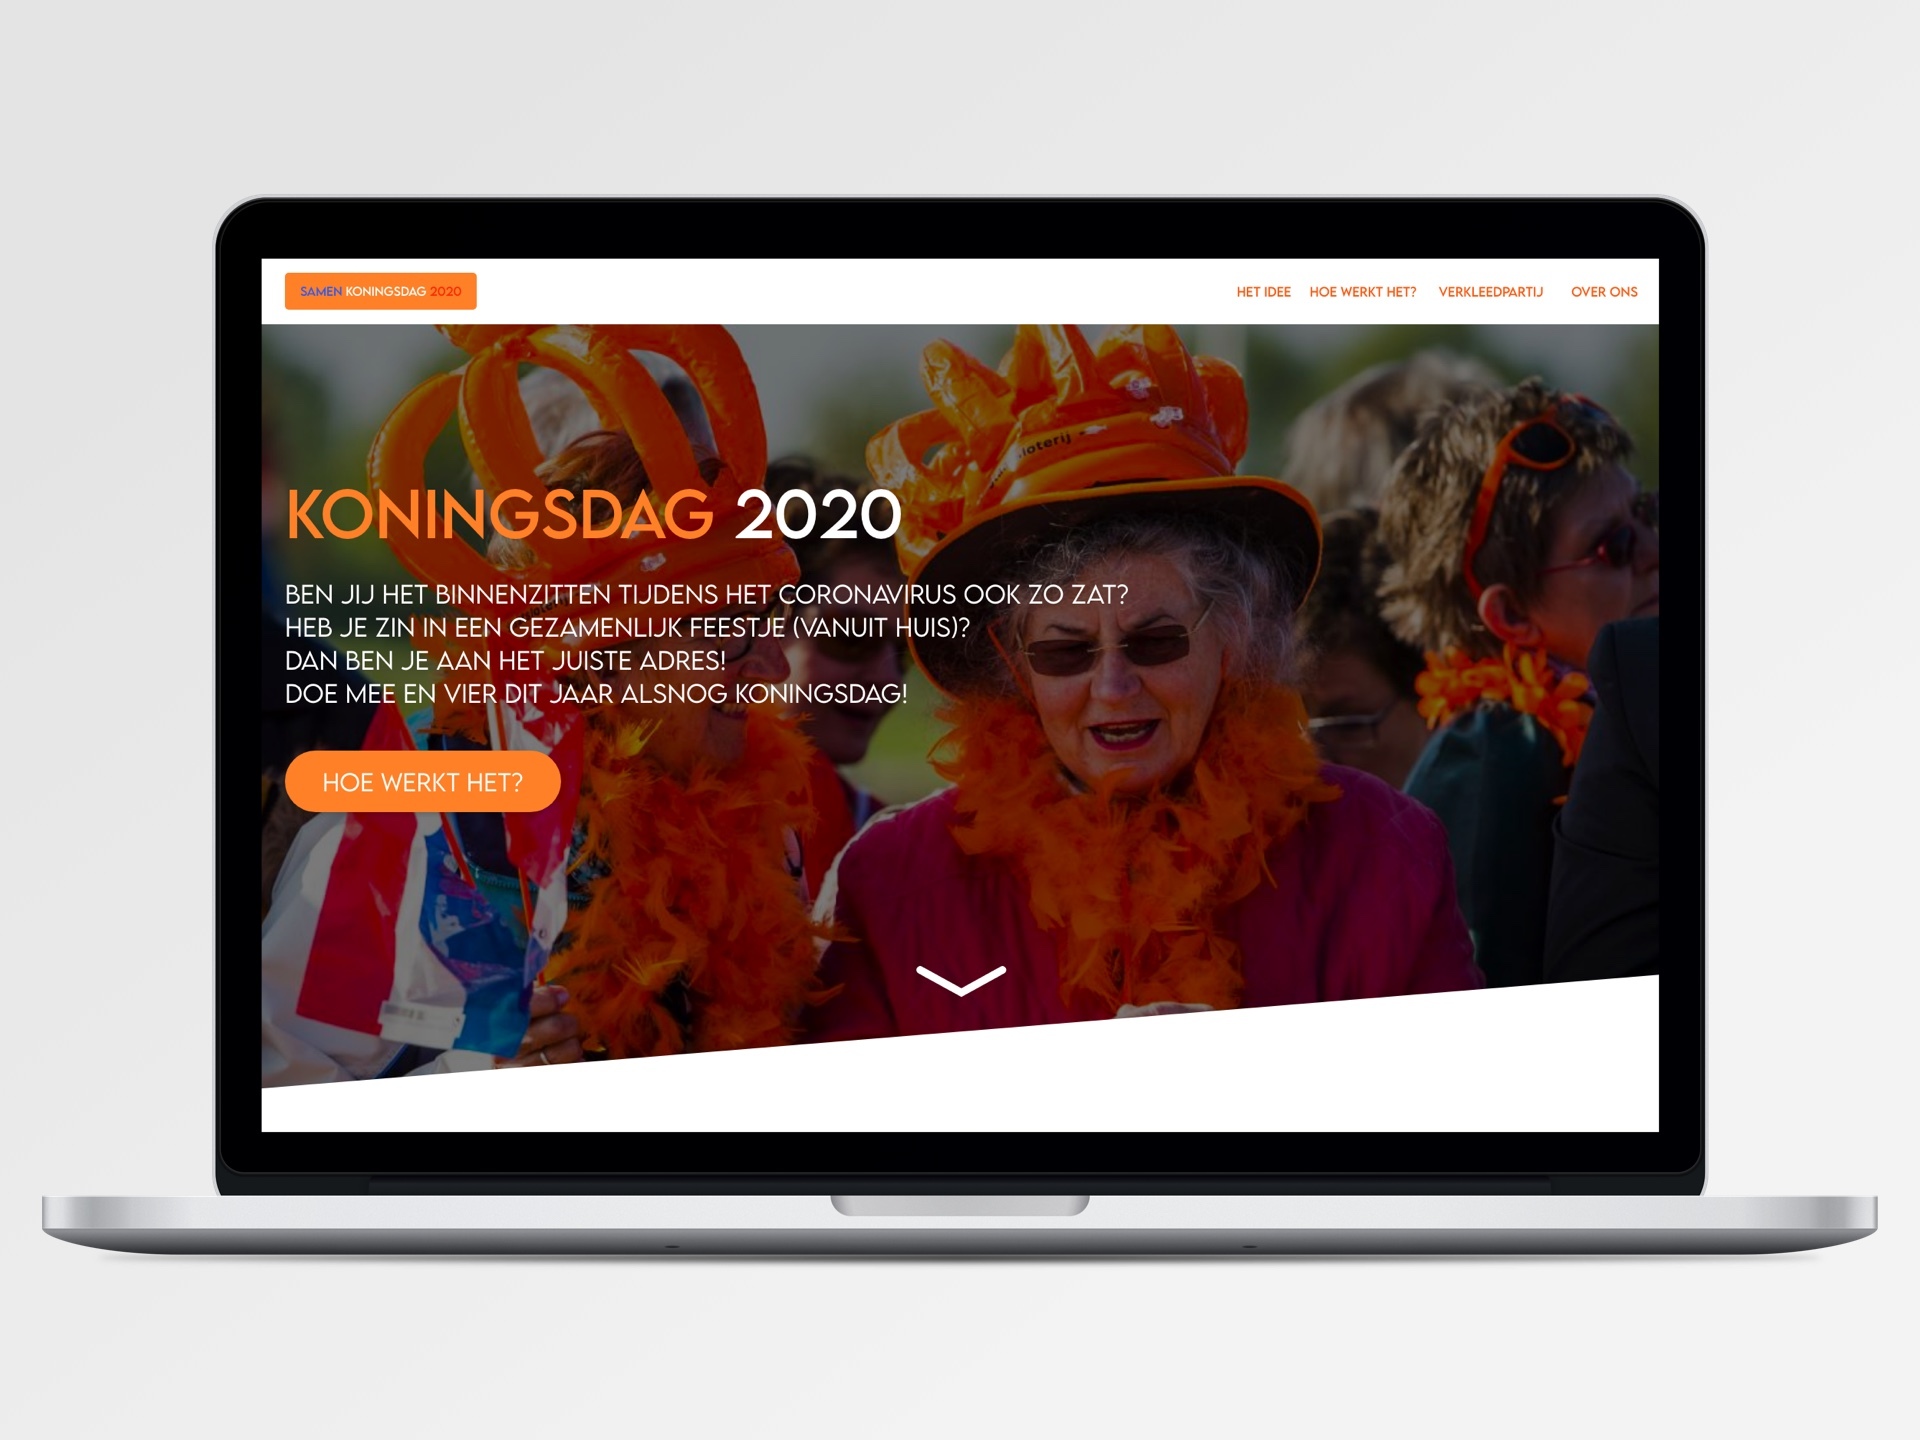 SAMEN KONINGSDAG 2020
HET IDEE HOE WERKT HET? VERKLEEDPARTIJ OVER ONS
loterij
KONINGSDAG 2020
BEN JIJ HET BINNENZITTEN TIJDENS HET CORONAVIRUS OOK ZO ZAT?
HEB JE ZIN IN EEN GEZAMENLIJK FEESTJE (VANUIT HUIS)?
DAN BEN JE AAN HET JUISTE ADRES!
DOE MEE EN VIER DIT JAAR ALSNOG KONINGSDAG!
HOE WERKT HET?